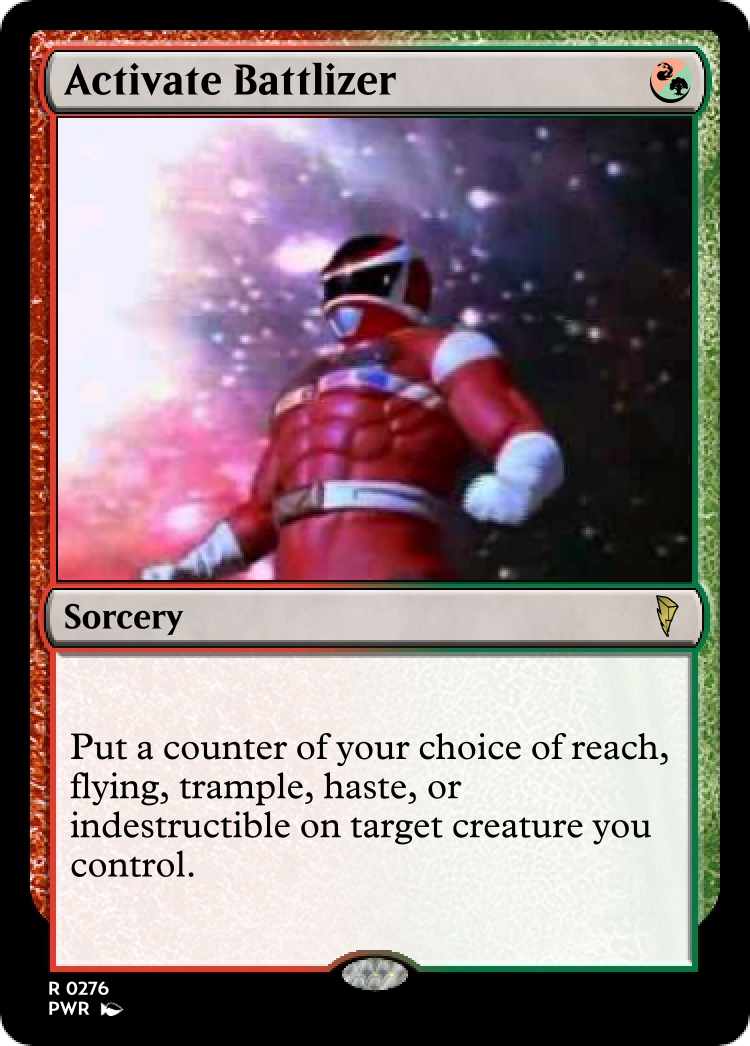 Activate Battlizer
Sorcery
Put a counter of your choice of reach,
flying, trample, haste, or
indestructible on target creature you
control.
R 0276
PWR